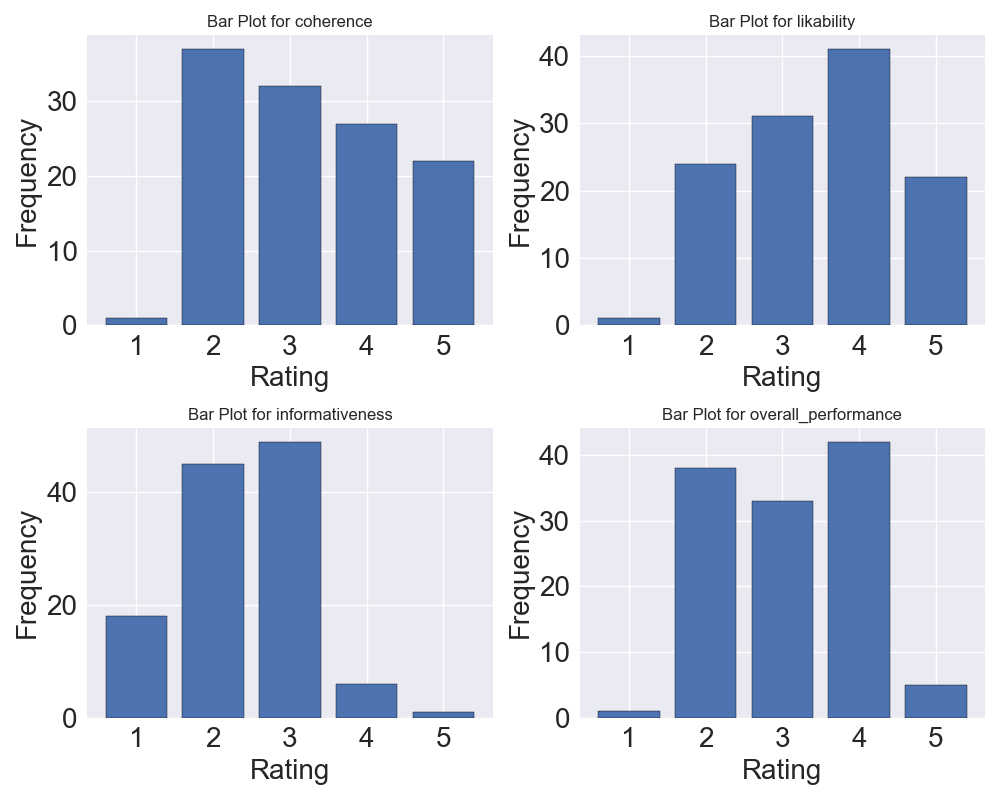 Bar Plot for coherence
Frequency
30
20
10
0
1 2 3 4 5
Rating
Bar Plot for likability
Frequency
40
30
20
10
0
1 2 3 4 5
Rating
Bar Plot for informativeness
Frequency
40
20
0
1 2 3 4 5
Rating
Bar Plot for overall_performance
Frequency
40
30
20
10
0
1 2 3 4 5
Rating